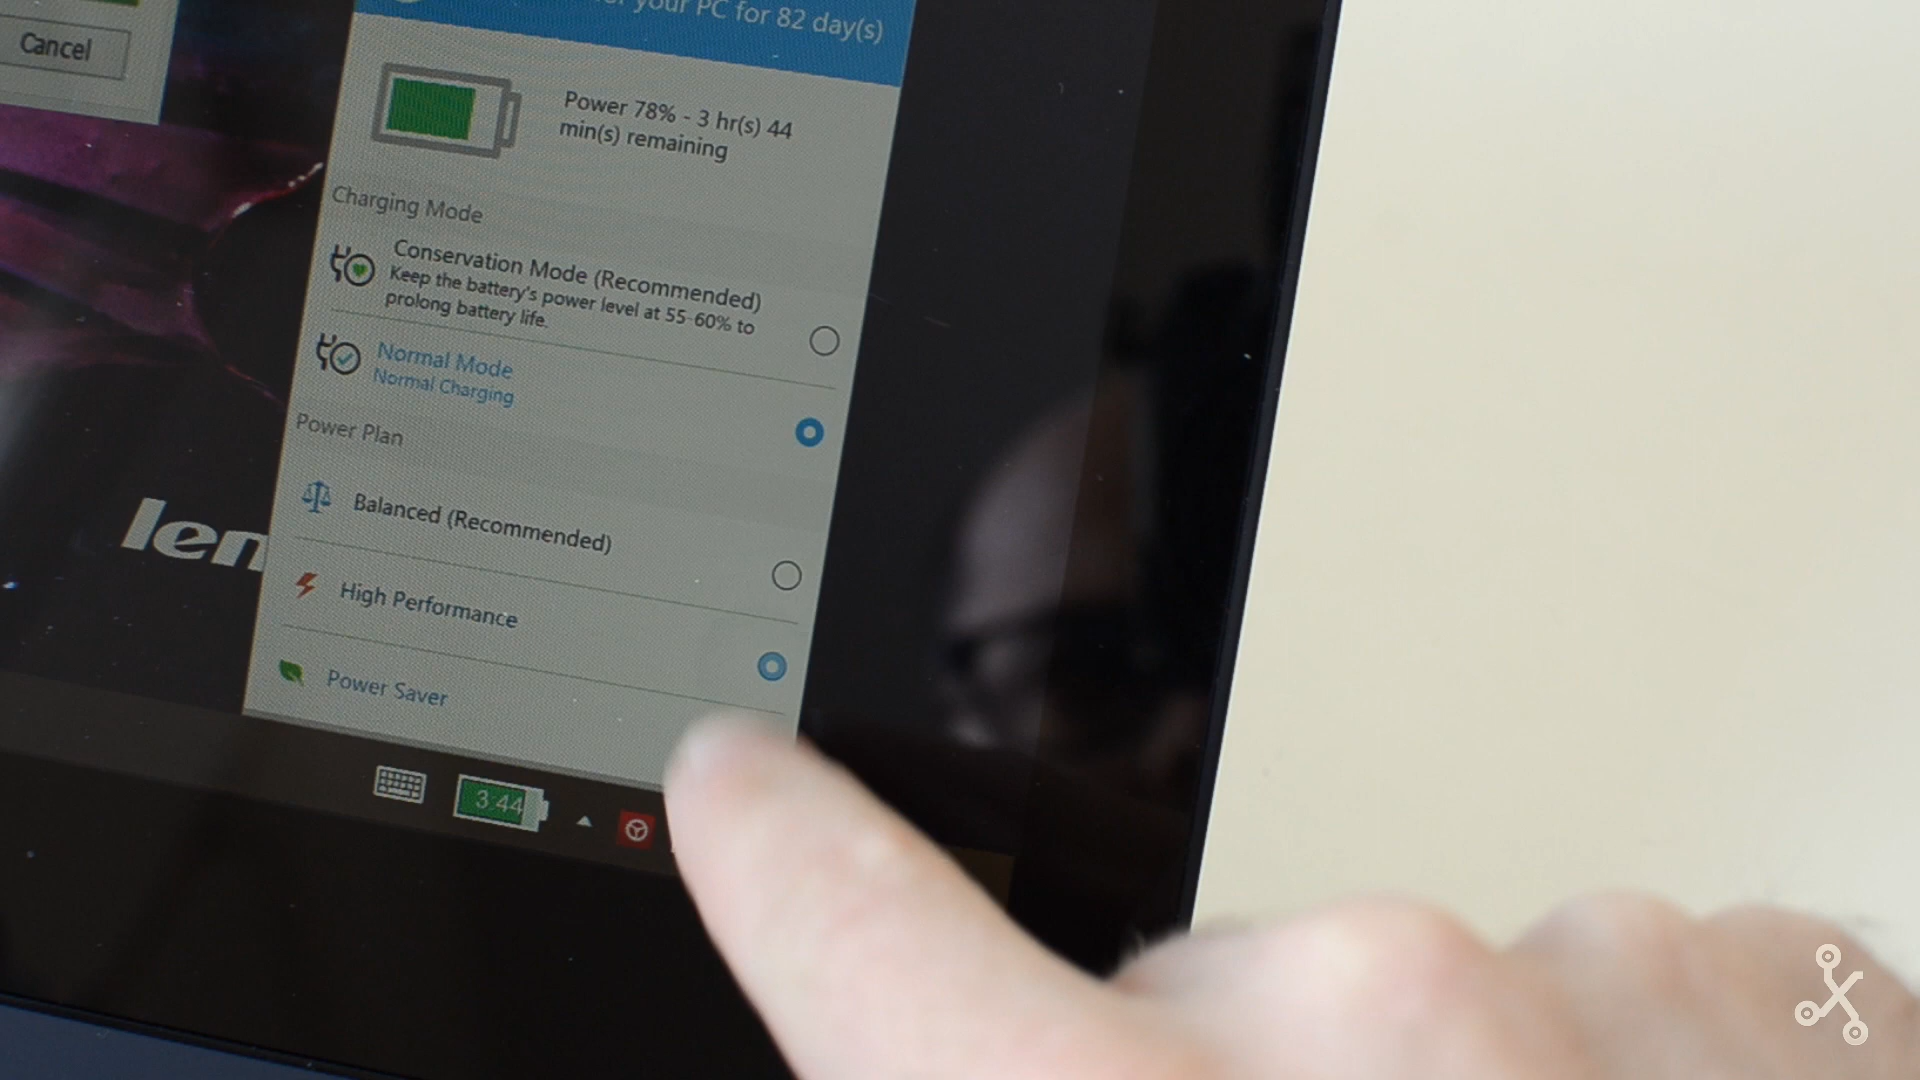 Cancel
your PC for 82 day(s)
Power 78% - 3 hr(s) 44
min(s) remaining
Charging Mode
Conservation Mode (Recommended)
Keep the battery's power level at 55-60% to
prolong battery life.
Normal Mode
Normal Charging
Power Plan
Balanced (Recommended)
len
High Performance
Power Saver
3:44